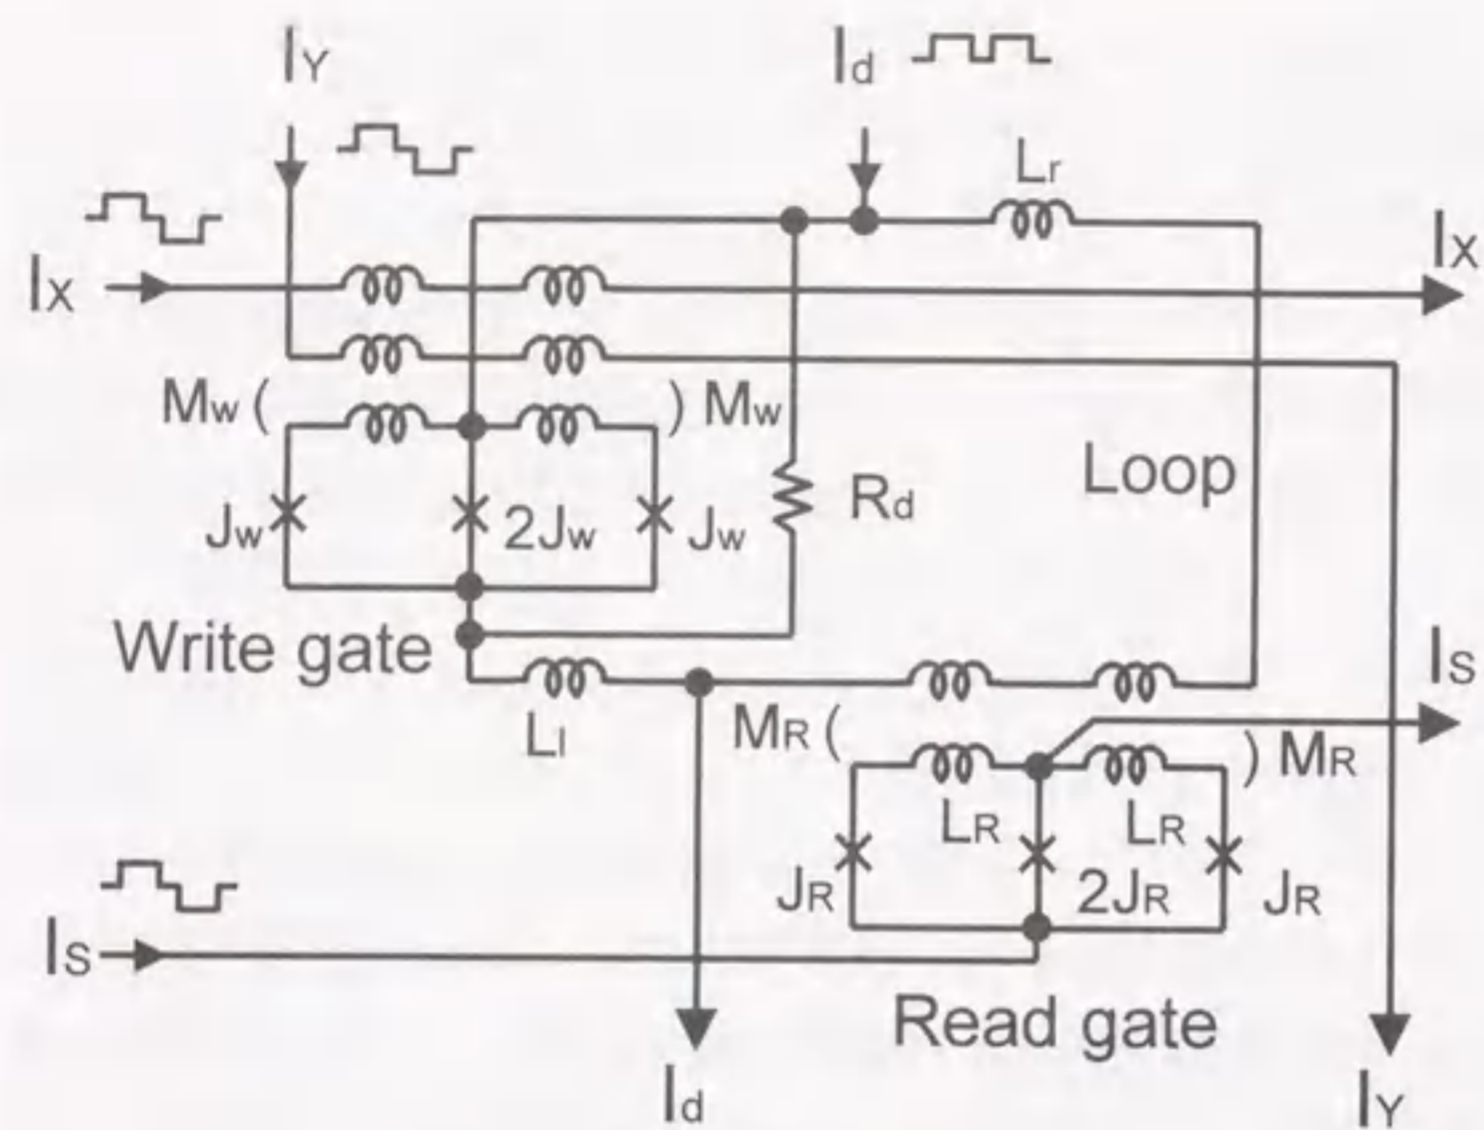 IY
Id
Lr
IX
IX
Mw ( ) Mw
Loop
Rd
Jw 2Jw Jw
Write gate
IS
Ll
MR ( ) MR
LR LR
JR 2JR JR
IS
Read gate
Id
IY